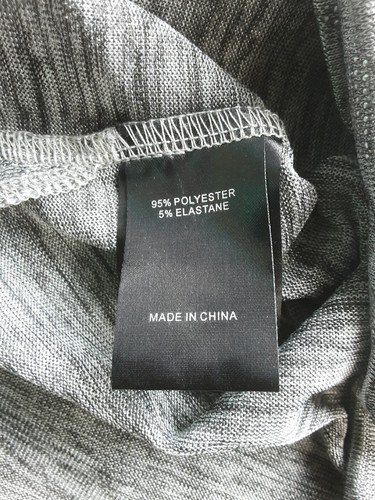 95% POLYESTER
5% ELASTANE
MADE IN CHINA